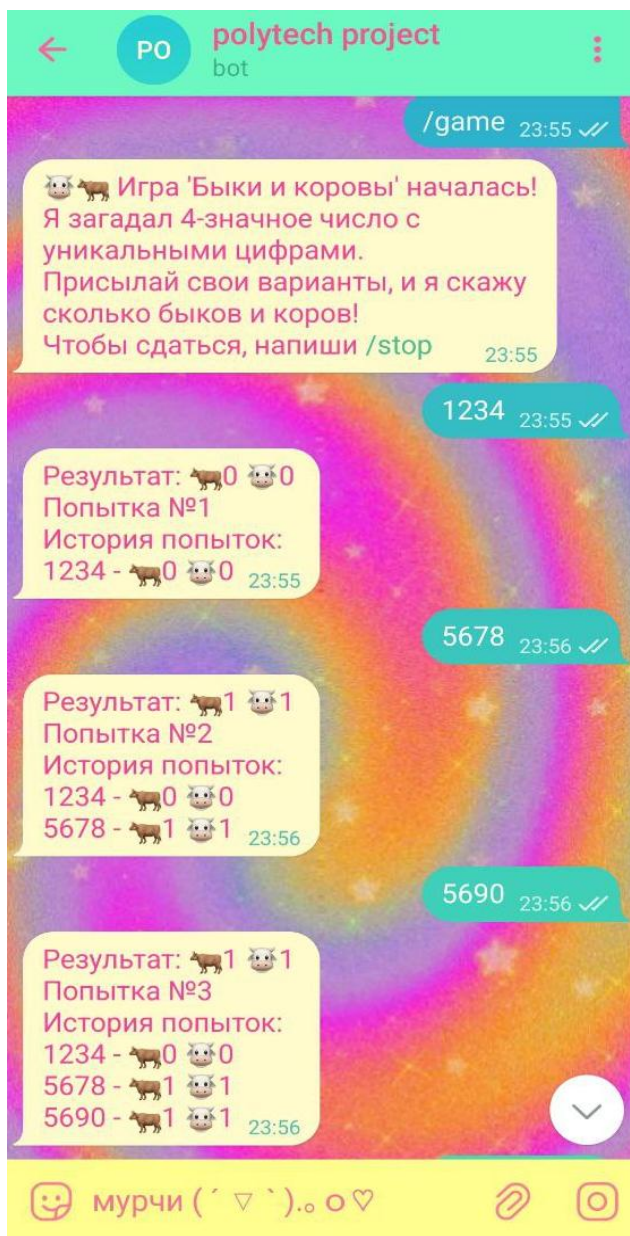 PO
polytech project
bot
/game 23:55
🐮🐂 Игра 'Быки и коровы' началась!
Я загадал 4-значное число с
уникальными цифрами.
Присылай свои варианты, и я скажу
сколько быков и коров!
Чтобы сдаться, напиши /stop 23:55
1234 23:55
Результат: 🐂0 🐮0
Попытка №1
История попыток:
1234 - 🐂0 🐮0 23:55
5678 23:56
Результат: 🐂1 🐮1
Попытка №2
История попыток:
1234 - 🐂0 🐮0
5678 - 🐂1 🐮1 23:56
5690 23:56
Результат: 🐂1 🐮1
Попытка №3
История попыток:
1234 - 🐂0 🐮0
5678 - 🐂1 🐮1
5690 - 🐂1 🐮1 23:56
мурчи ( ´ ▽ ` ).｡ｏ♡